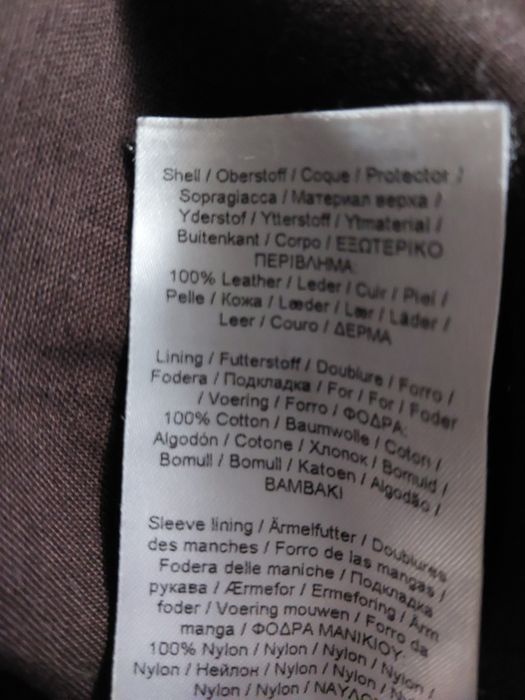 Shell / Oberstoff / Coque / Protector /
Sopragiacca / Материал верха /
Yderstof / Ytterstoff / Ytmaterial /
Buitenkant / Corpo / ΕΞΩΤΕΡΙΚΟ
ΠΕΡΙΒΛΗΜΑ:
100% Leather / Leder / Cuir / Piel /
Pelle / Кожа / Læder / Lær / Läder /
Leer / Couro / ΔΕΡΜΑ
Lining / Futterstoff / Doublure / Forro /
Fodera / Подкладка / For / For / Foder
/ Voering / Forro / ΦΟΔΡΑ:
100% Cotton / Baumwolle / Coton /
Algodón / Cotone / Хлопок / Bomuld /
Bomull / Bomull / Katoen / Algodão /
ΒΑΜΒΑΚΙ
Sleeve lining / Ärmelfutter / Doublures
des manches / Forro de las mangas /
Fodera delle maniche / Подкладка
рукава / Ærmefor / Ermeforing / Ärm
foder / Voering mouwen / Forro da
manga / ΦΟΔΡΑ ΜΑΝΙΚΙΟΥ:
100% Nylon / Nylon / Nylon / Nylon
Nylon / Нейлон / Nylon / Nylon /
Nylon / Nylon /